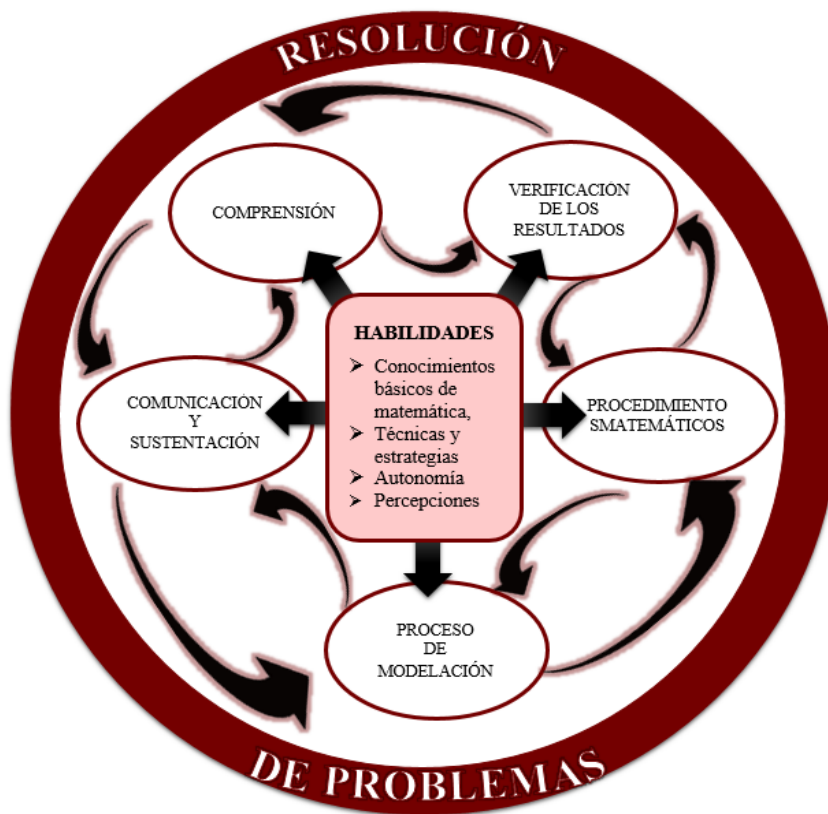 RESOLUCIÓN
COMPRENSIÓN
VERIFICACIÓN
DE LOS
RESULTADOS
HABILIDADES
➢ Conocimientos
básicos de
matemática,
➢ Técnicas y
estrategias
➢ Autonomía
➢ Percepciones
COMUNICACIÓN
Y
SUSTENTACIÓN
PROCEDIMIENTO
SMATEMÁTICOS
PROCESO
DE
MODELACIÓN
DE PROBLEMAS